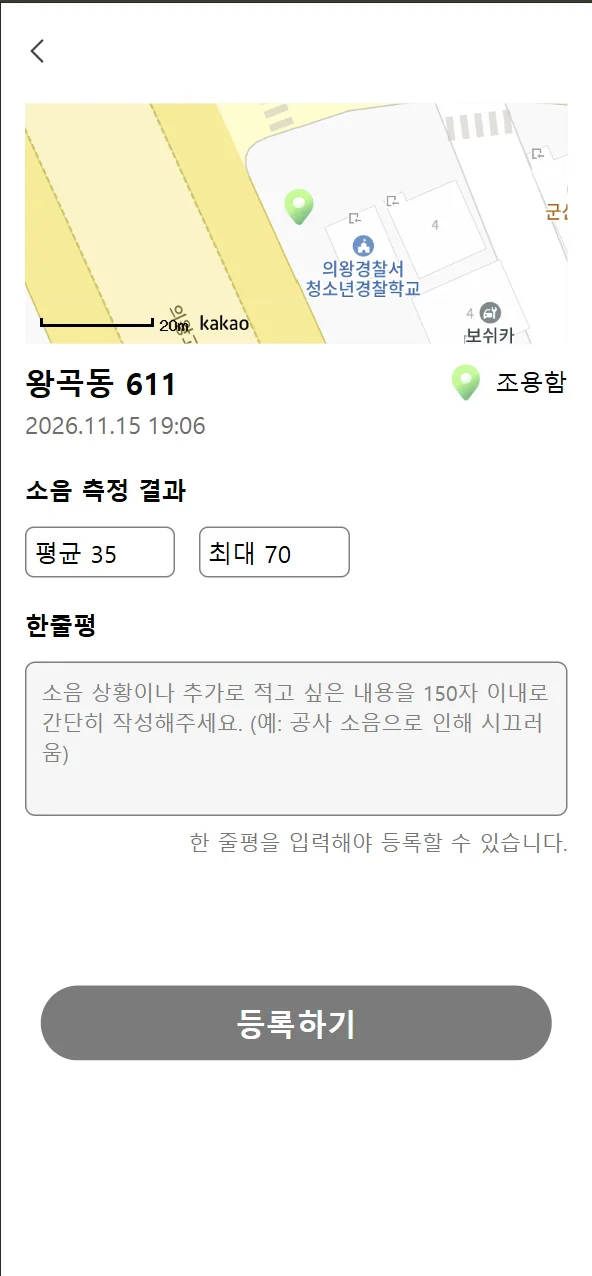 군산
의왕경찰서
청소년경찰학교
4
4
보쉬카
20m kakao
왕곡동 611
조용함
2026.11.15 19:06
소음 측정 결과
평균 35
최대 70
한줄평
소음 상황이나 추가로 적고 싶은 내용을 150자 이내로
간단히 작성해주세요. (예: 공사 소음으로 인해 시끄러
움)
한 줄평을 입력해야 등록할 수 있습니다.
등록하기